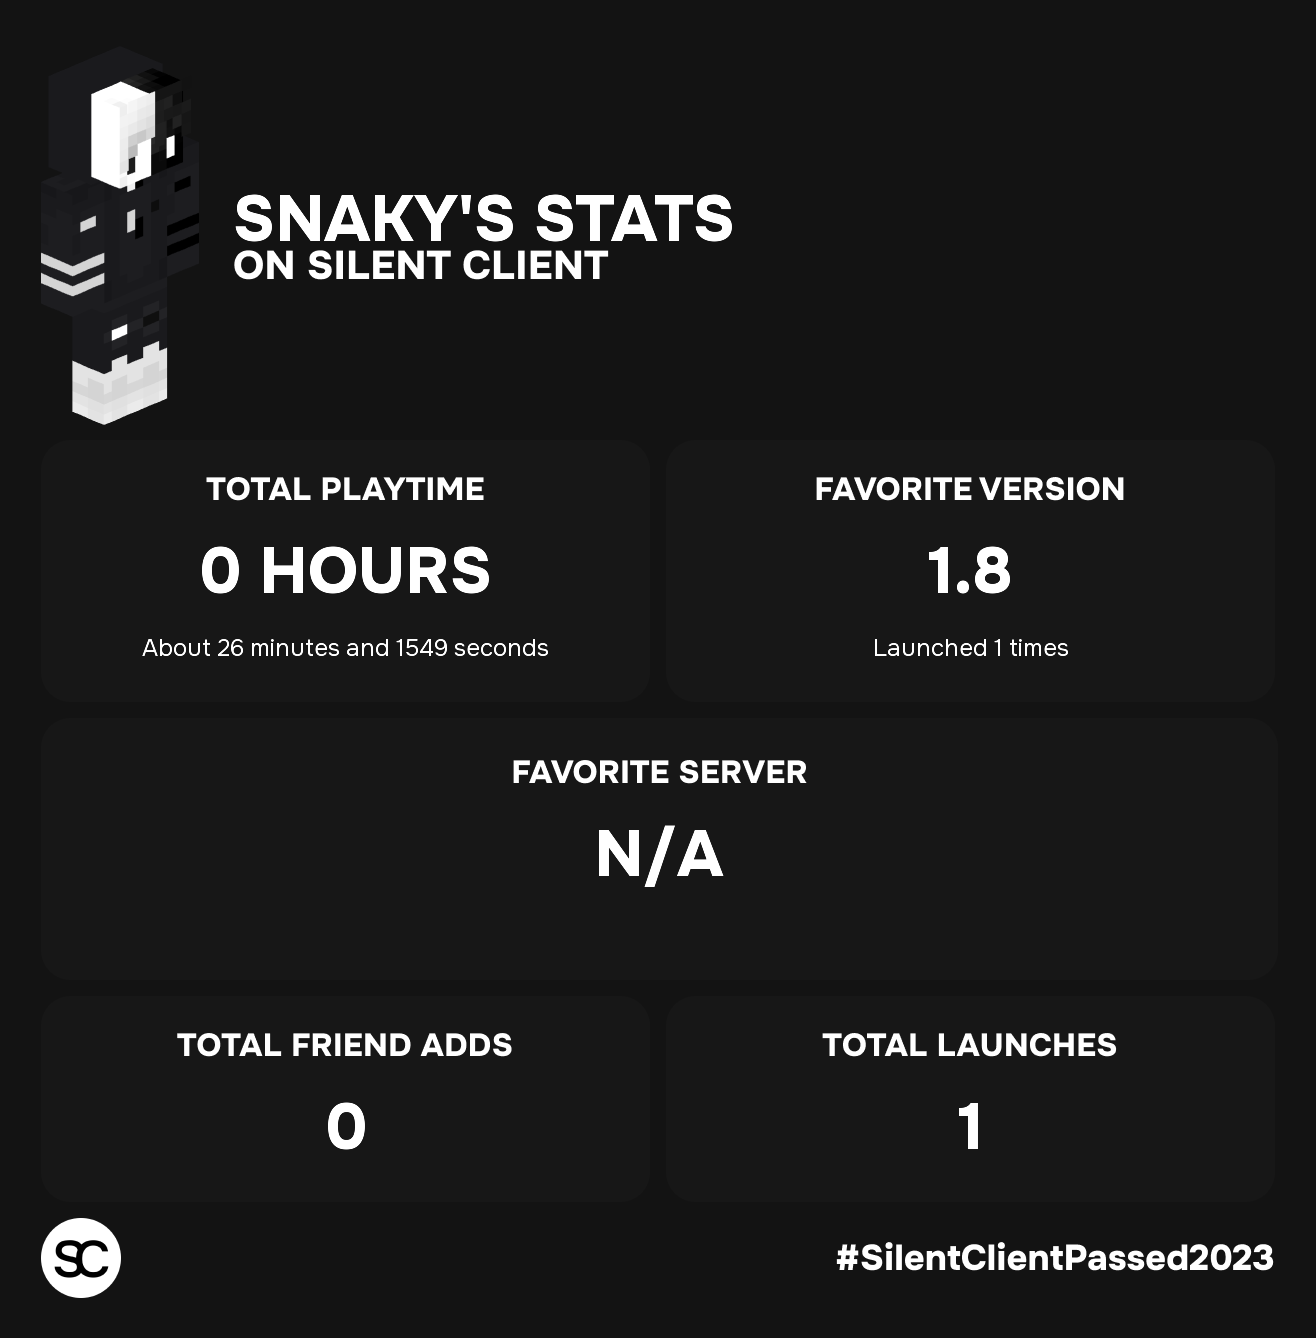 SNAKY'S STATS
ON SILENT CLIENT
TOTAL PLAYTIME
0 HOURS
About 26 minutes and 1549 seconds
FAVORITE VERSION
1.8
Launched 1 times
FAVORITE SERVER
N/A
TOTAL FRIEND ADDS
0
TOTAL LAUNCHES
1
SC
#SilentClientPassed2023